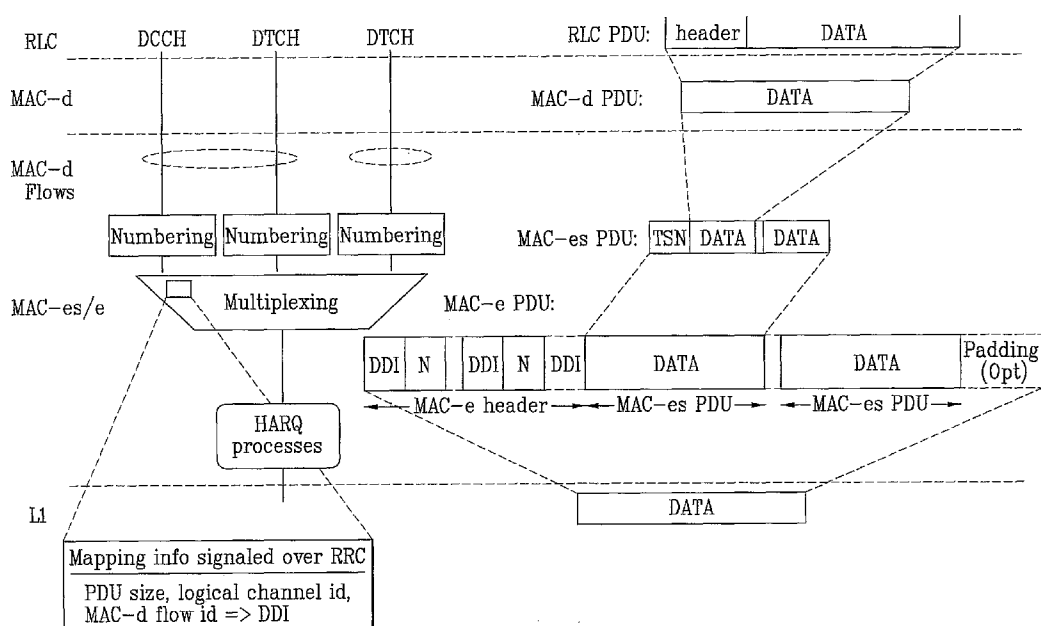 RLC DCCH DTCH DTCH RLC PDU: header DATA
MAC-d MAC-d PDU: DATA
MAC-d
Flows
Numbering Numbering Numbering MAC-es PDU: TSN DATA DATA
MAC-es/e Multiplexing MAC-e PDU:
DDI N DDI N DDI DATA DATA Padding
(Opt)
MAC-e header MAC-es PDU MAC-es PDU
HARQ
processes
L1 DATA
Mapping info signaled over RRC
PDU size, logical channel id,
MAC-d flow id => DDI